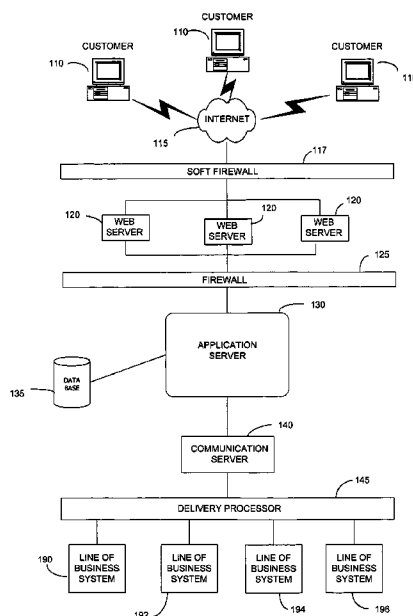 CUSTOMER
CUSTOMER
CUSTOMER
110
110
110
INTERNET
115
117
SOFT FIREWALL
120
WEB
SERVER
120
WEB
SERVER
120
WEB
SERVER
125
FIREWALL
130
APPLICATION
SERVER
DATA
BASE
135
140
COMMUNICATION
SERVER
145
DELIVERY PROCESSOR
190
LINE OF
BUSINESS
SYSTEM
192
LINE OF
BUSINESS
SYSTEM
194
LINE OF
BUSINESS
SYSTEM
196
LINE OF
BUSINESS
SYSTEM